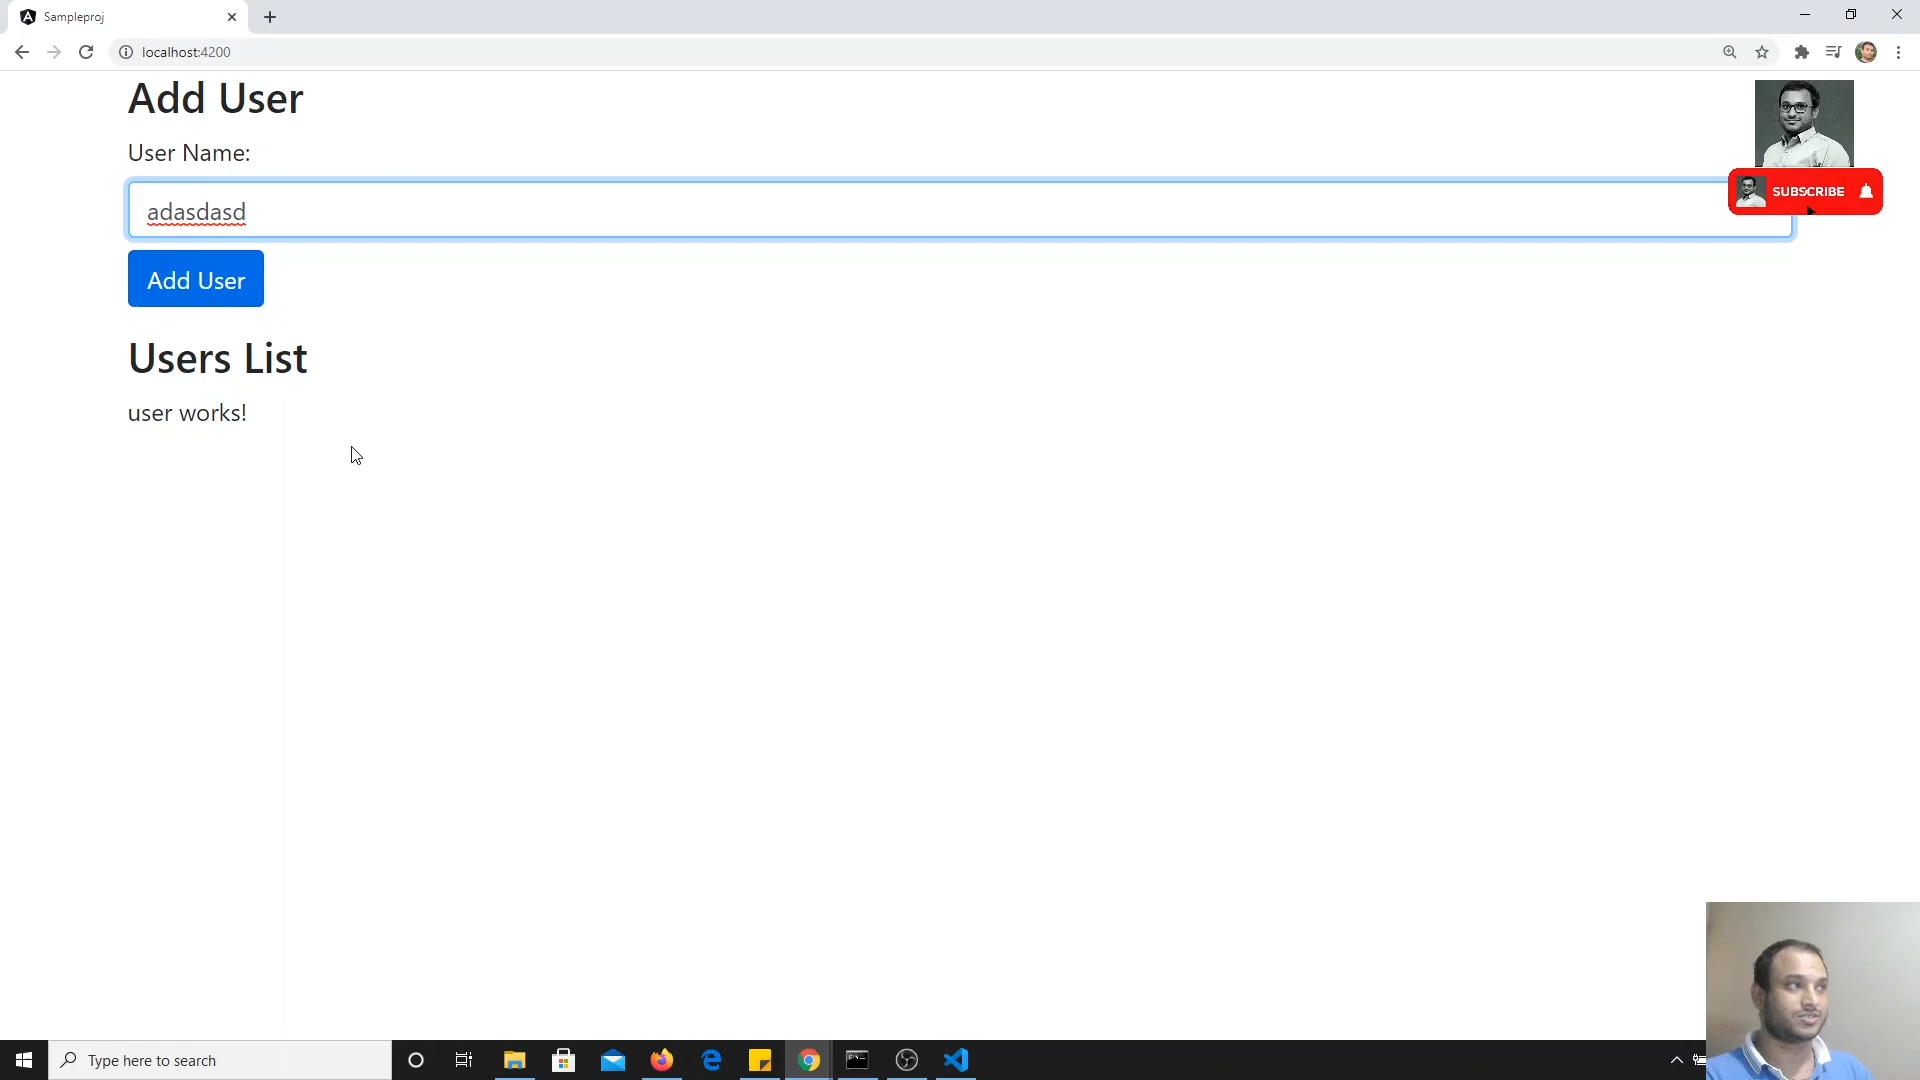 Sampleproj
localhost:4200
Add User
User Name:
SUBSCRIBE
adasdasd
Add User
Users List
user works!
Type here to search